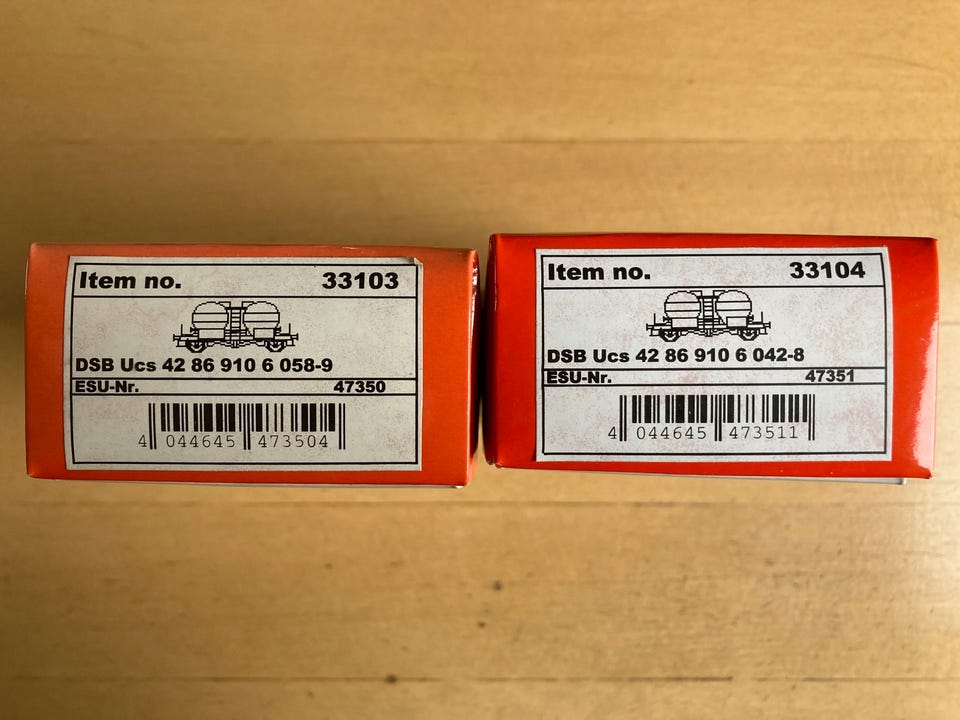 Item no. 33103
DSB Ucs 42 86 910 6 058-9
ESU-Nr. 47350
4 044645 473504
Item no. 33104
DSB Ucs 42 86 910 6 042-8
ESU-Nr. 47351
4 044645 473511